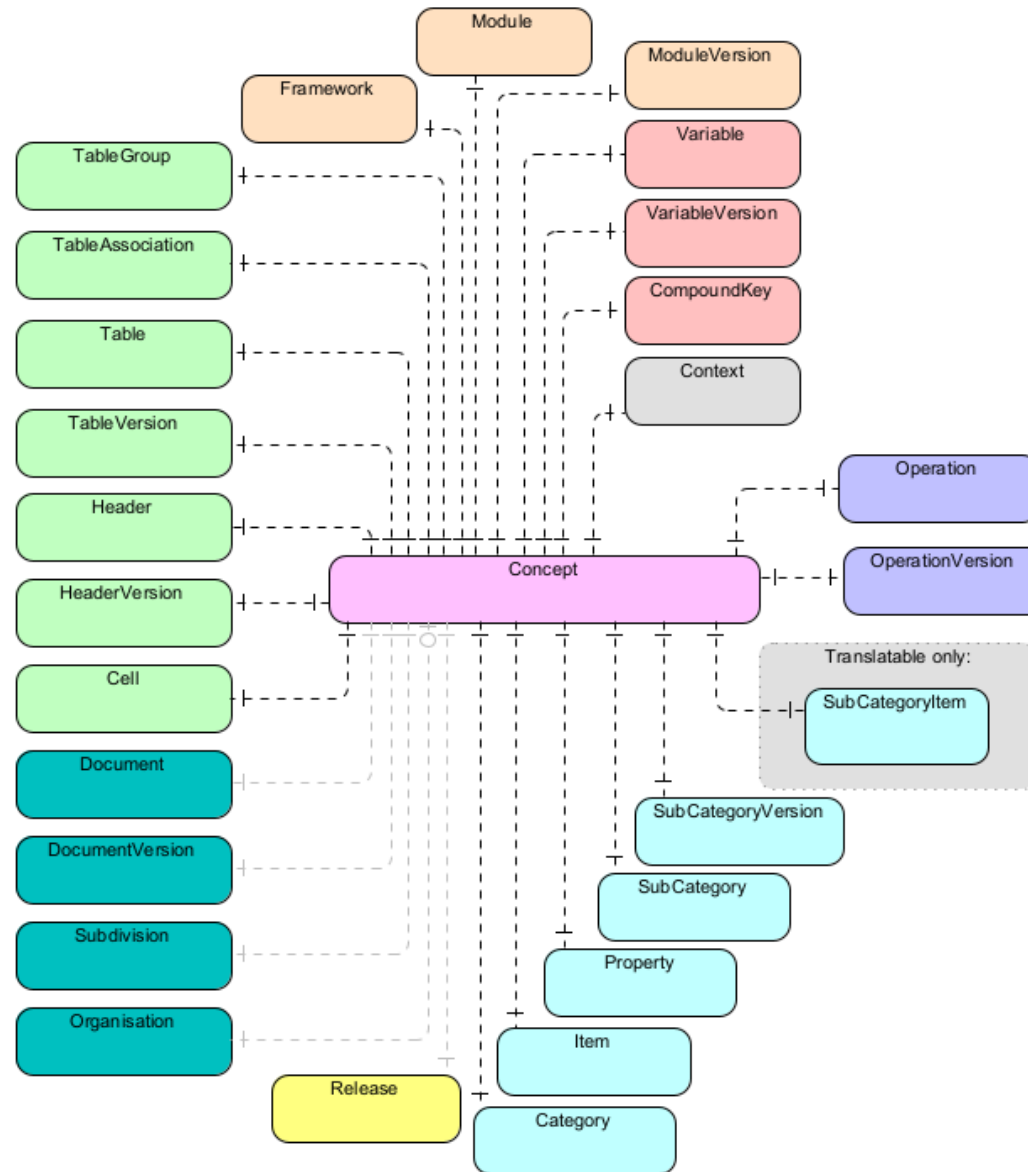 Module
ModuleVersion
Framework
Variable
TableGroup
VariableVersion
TableAssociation
CompoundKey
Table
Context
TableVersion
Operation
Header
Concept
OperationVersion
HeaderVersion
Translatable only:
Cell
SubCategoryItem
Document
SubCategoryVersion
DocumentVersion
SubCategory
Subdivision
Property
Organisation
Item
Release
Category